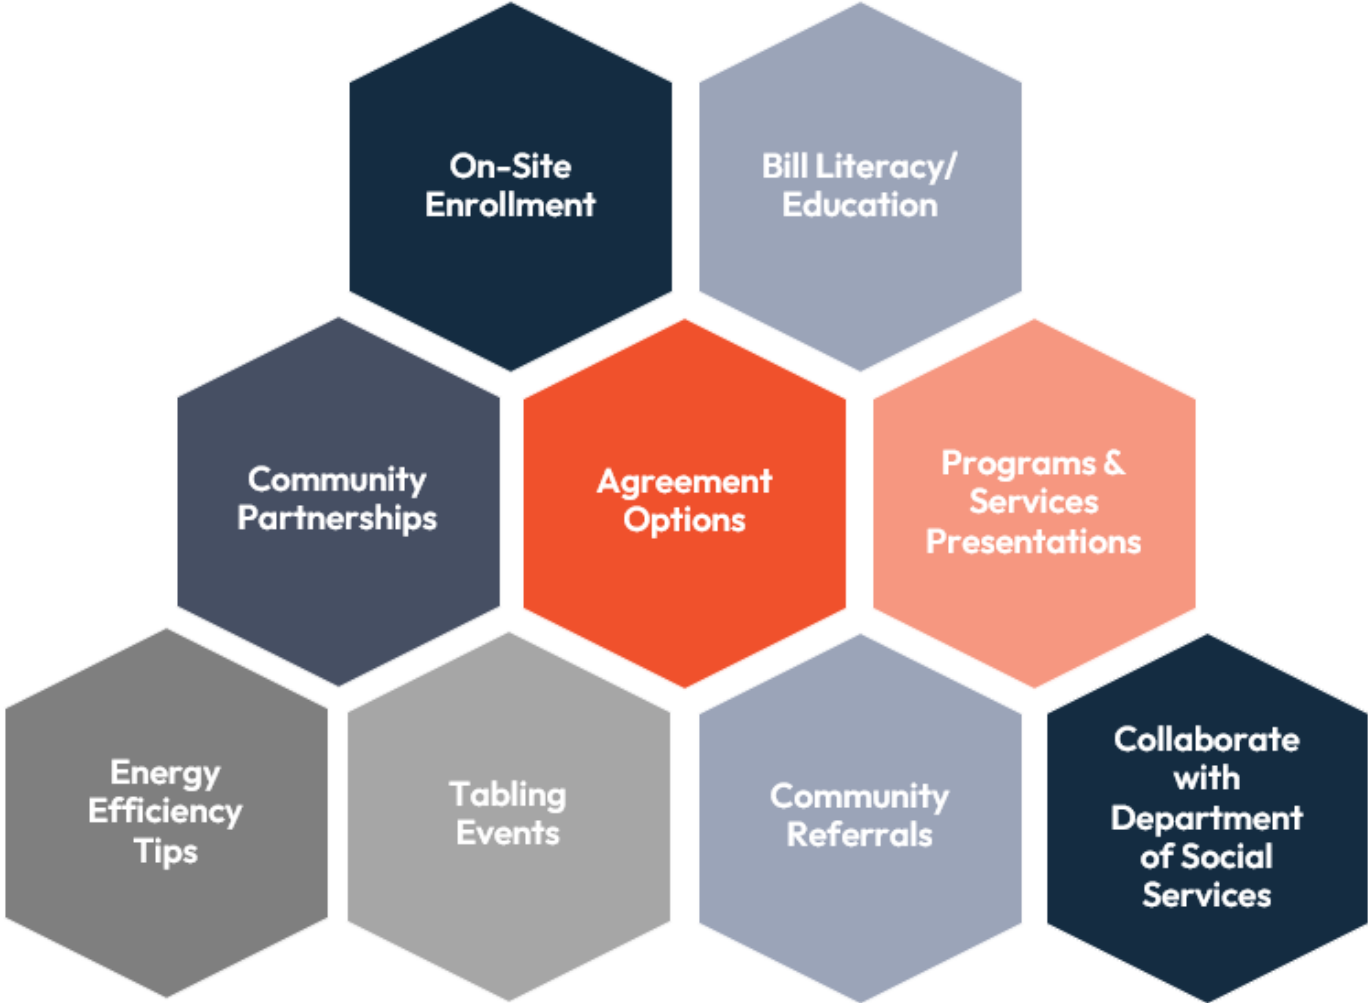 On-Site
Enrollment
Bill Literacy/
Education
Community
Partnerships
Agreement
Options
Programs &
Services
Presentations
Energy
Efficiency
Tips
Tabling
Events
Community
Referrals
Collaborate
with
Department
of Social
Services